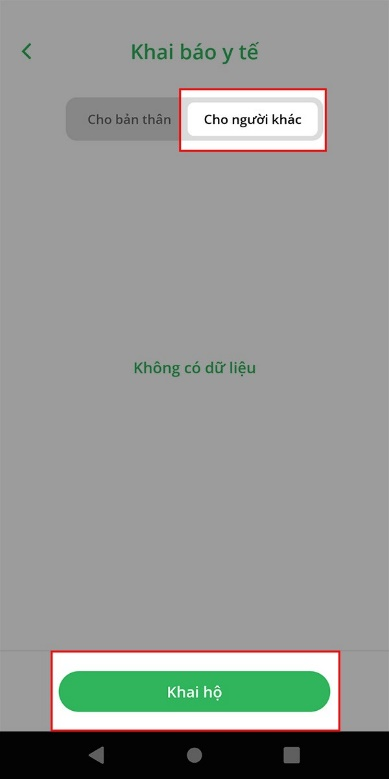 Khai báo y tế
Cho bản thân
Cho người khác
Không có dữ liệu
Khai hộ